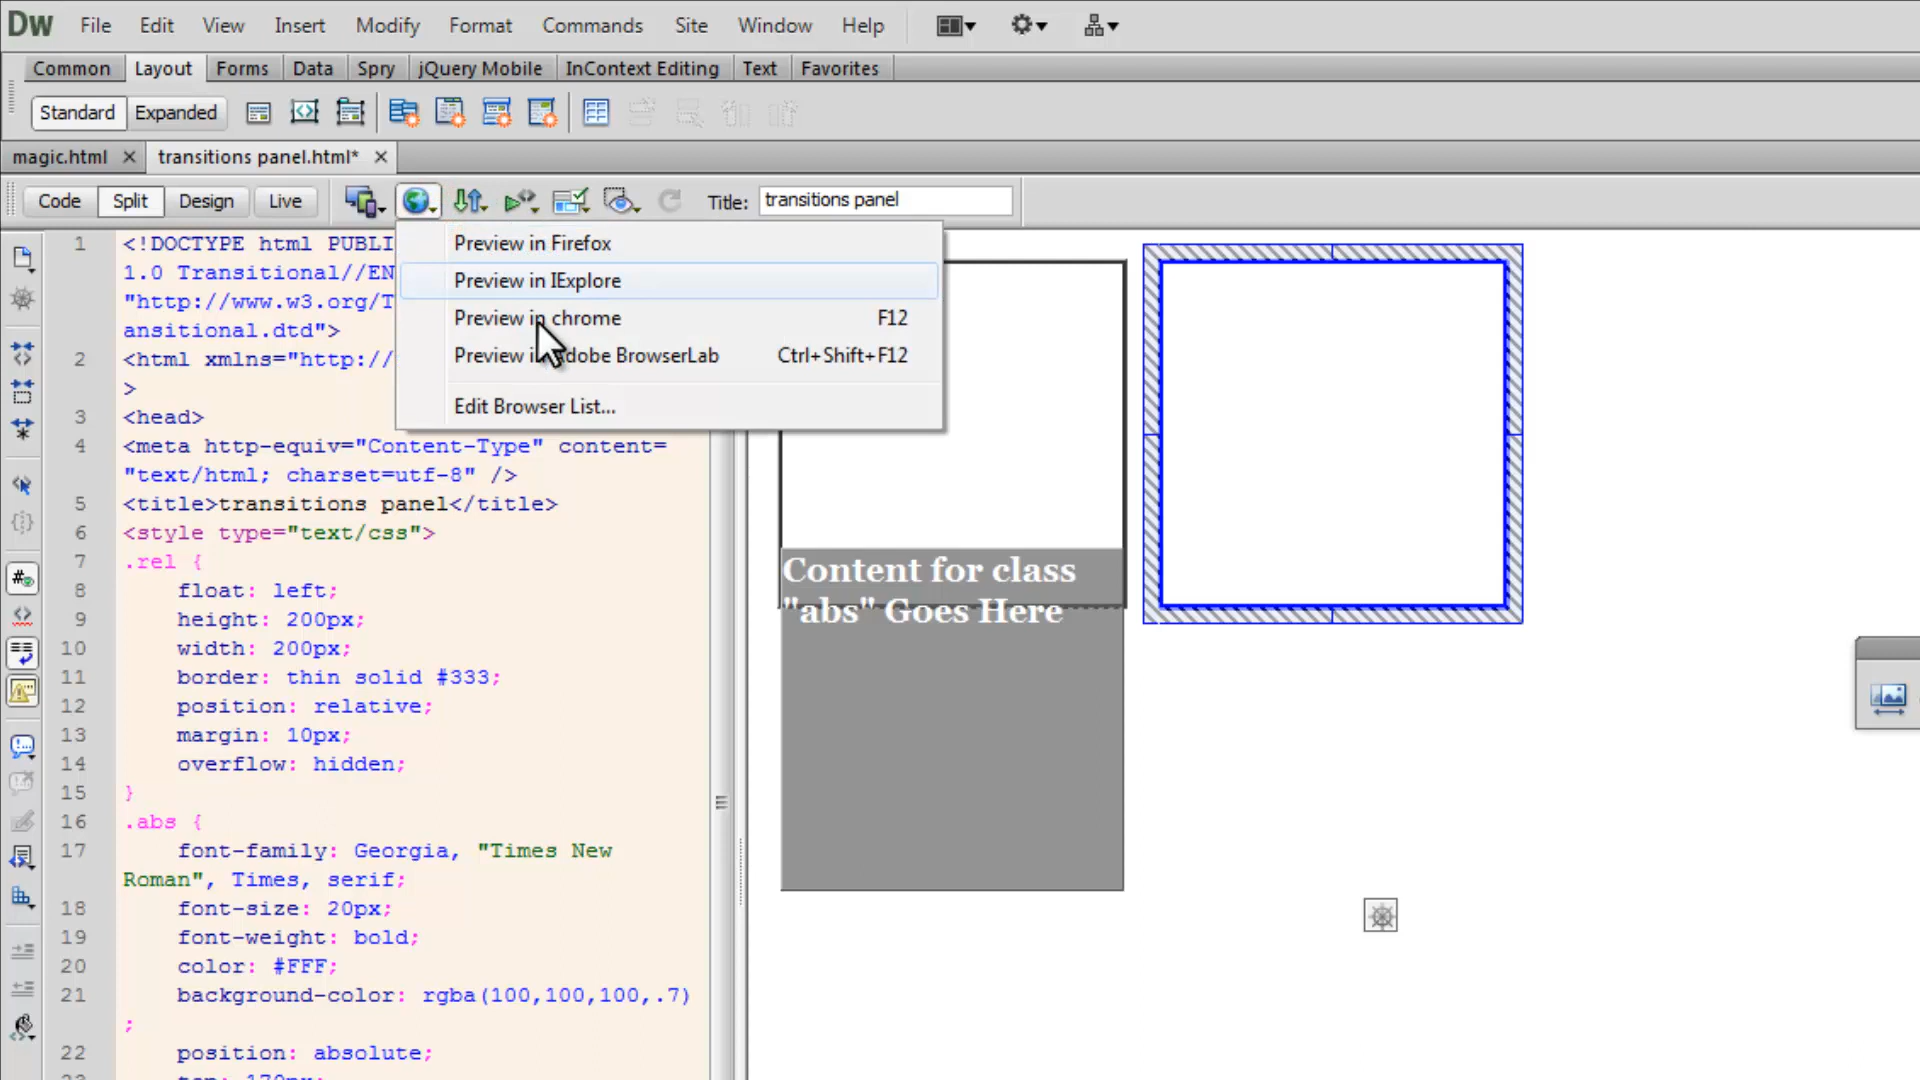 DW File Edit View Insert Modify Format Commands Site Window Help
Common Layout Forms Data Spry jQuery Mobile InContext Editing Text Favorites
Standard Expanded
magic.html transitions panel.html*
Code Split Design Live Title: transitions panel
Preview in Firefox
Preview in IExplore
Preview in chrome F12
Preview in Adobe BrowserLab Ctrl+Shift+F12
Edit Browser List...
1 <!DOCTYPE html PUBLI
1.0 Transitional//EN
"http://www.w3.org/T
ansitional.dtd">
2 <html xmlns="http://
>
3 <head>
4 <meta http-equiv="Content-Type" content=
"text/html; charset=utf-8" />
5 <title>transitions panel</title>
6 <style type="text/css">
7 .rel {
8 float: left;
9 height: 200px;
10 width: 200px;
11 border: thin solid #333;
12 position: relative;
13 margin: 10px;
14 overflow: hidden;
15 }
16 .abs {
17 font-family: Georgia, "Times New
Roman", Times, serif;
18 font-size: 20px;
19 font-weight: bold;
20 color: #FFF;
21 background-color: rgba(100,100,100,.7)
;
22 position: absolute;
23 top: 170px;
Content for class
"abs" Goes Here